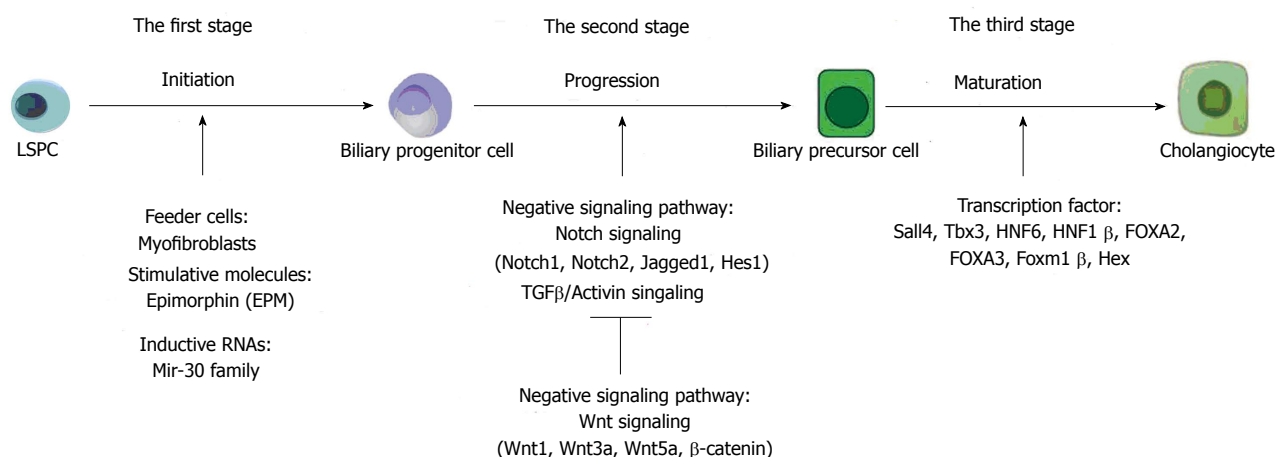 The first stage
The second stage
The third stage
Initiation
Progression
Maturation
LSPC
Biliary progenitor cell
Biliary precursor cell
Cholangiocyte
Feeder cells:
Myofibroblasts
Stimulative molecules:
Epimorphin (EPM)
Inductive RNAs:
Mir-30 family
Negative signaling pathway:
Notch signaling
(Notch1, Notch2, Jagged1, Hes1)
TGFβ/Activin singaling
Negative signaling pathway:
Wnt signaling
(Wnt1, Wnt3a, Wnt5a, β-catenin)
Transcription factor:
Sall4, Tbx3, HNF6, HNF1 β, FOXA2,
FOXA3, Foxm1 β, Hex